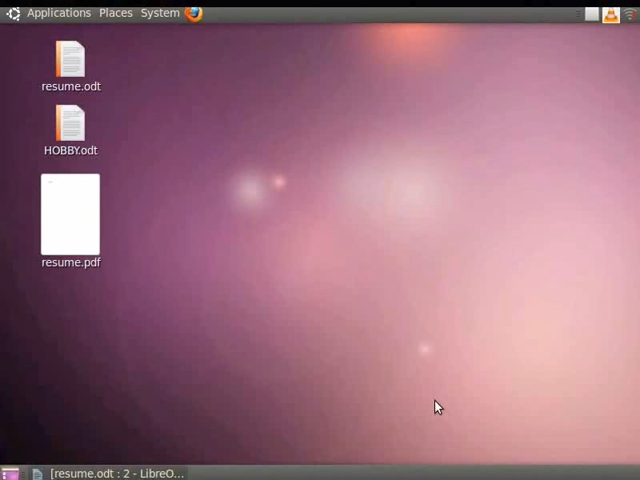 Applications Places System
resume.odt
HOBBY.odt
resume.pdf
[resume.odt : 2 - LibreO...